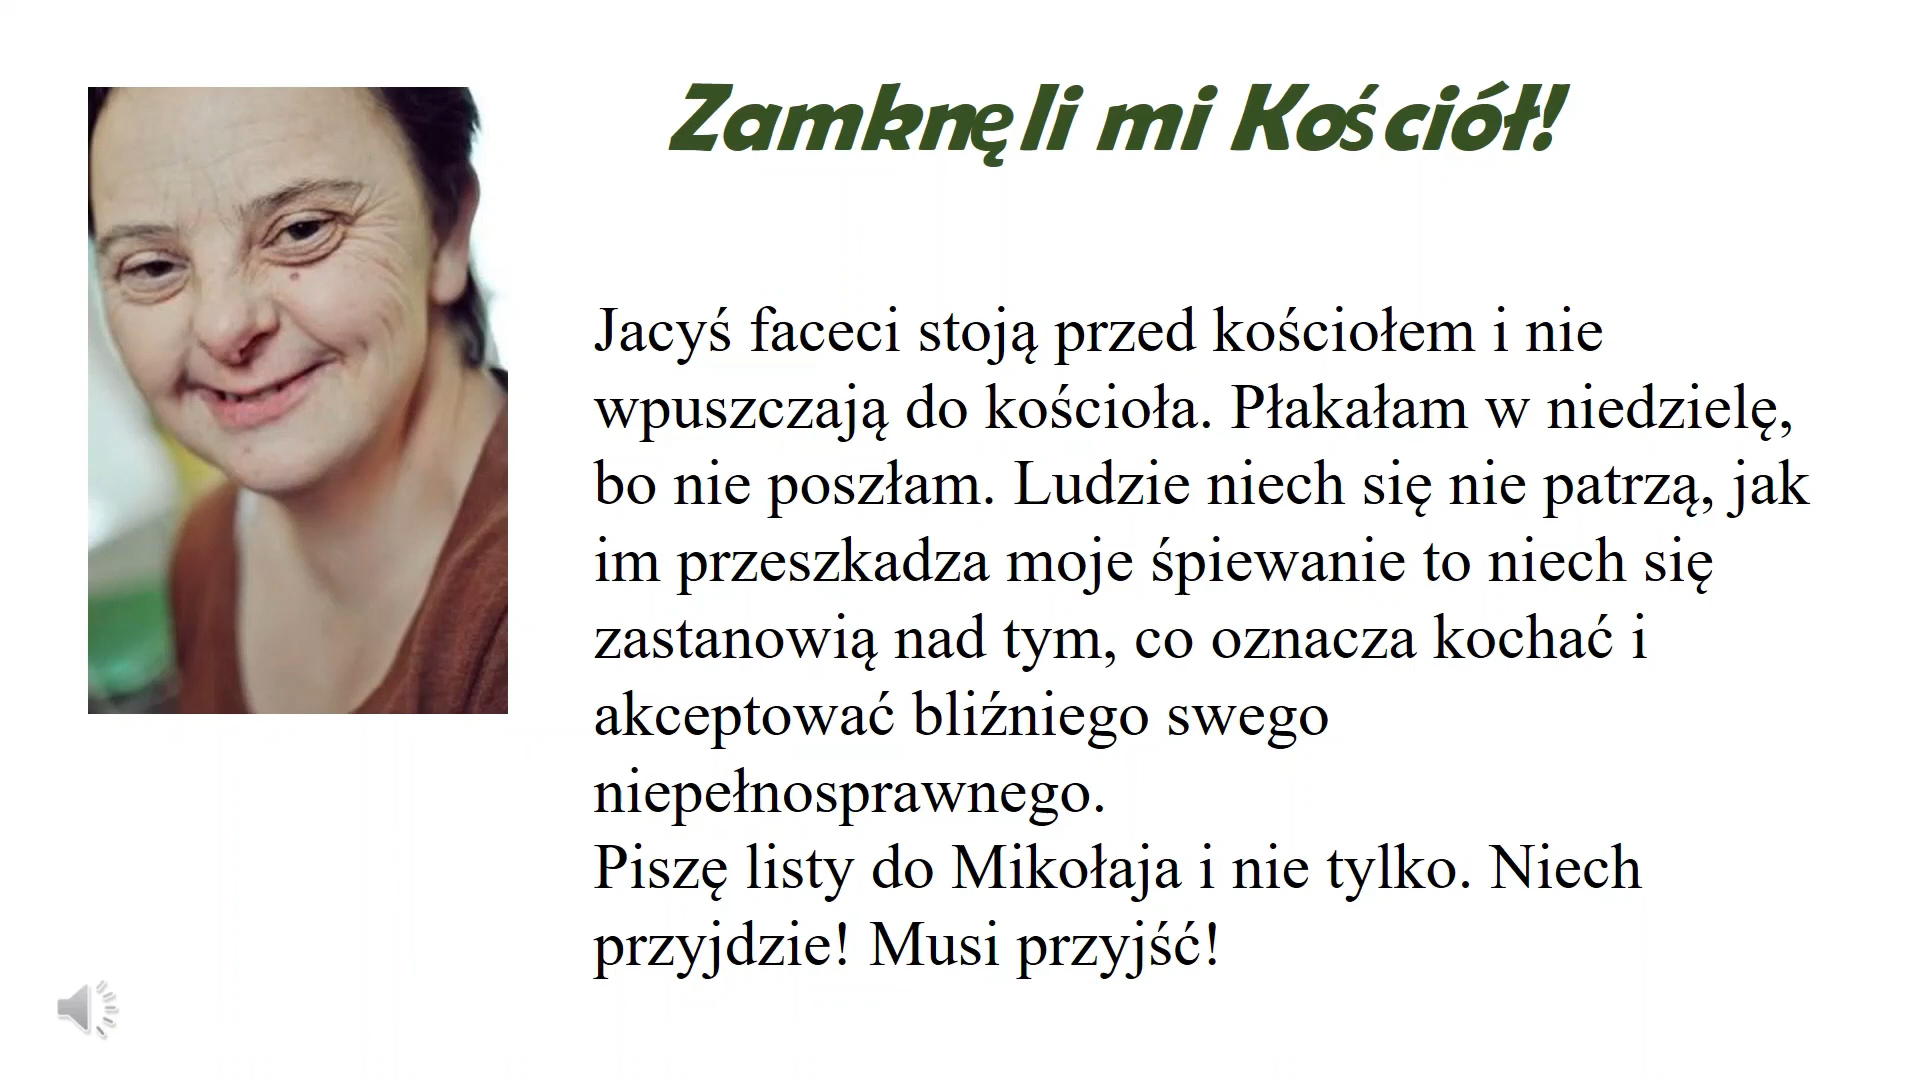 Zamknęli mi Kościół!
Jacyś faceci stoją przed kościołem i nie
wpuszczają do kościoła. Płakałam w niedzielę,
bo nie poszłam. Ludzie niech się nie patrzą, jak
im przeszkadza moje śpiewanie to niech się
zastanowią nad tym, co oznacza kochać i
akceptować bliźniego swego
niepełnosprawnego.
Piszę listy do Mikołaja i nie tylko. Niech
przyjdzie! Musi przyjść!